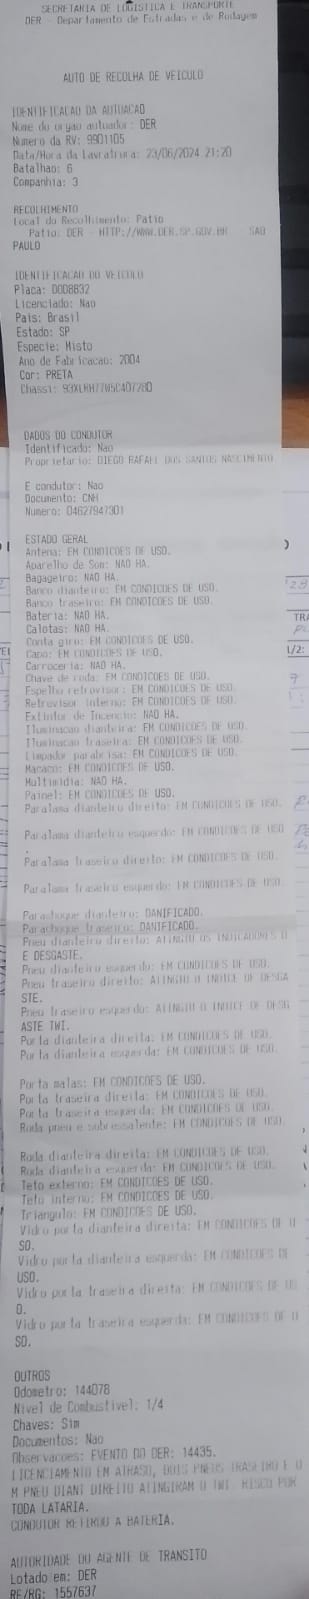 SECRETARIA DE LOGISTICA E TRANSPORTE
DER - Departamento de Estradas e de Rodagem
AUTO DE RECOLHA DE VEICULO
IDENTIFICACAO DA AUTUACAO
Nome do orgao autuador: DER
Numero da RV: 9901105
Data/Hora da Lavratura: 23/06/2024 21:20
Batalhao: 6
Companhia: 3
RECOLHIMENTO
Local do Recolhimento: Patio
Patio: DER - HTTP://WWW.DER.SP.GOV.BR SAO
PAULO
IDENTIFICACAO DO VEICULO
Placa: DOD8832
Licenciado: Nao
Pais: Brasil
Estado: SP
Especie: Misto
Ano de Fabricacao: 2004
Cor: PRETA
Chassi:
DADOS DO CONDUTOR
Identificado: Nao
Proprietario: DIEGO RAFAEL DOS SANTOS NASCIMENTO
E condutor: Nao
Documento: CNH
Numero: 04627947301
ESTADO GERAL
Antena: EM CONDICOES DE USO.
Aparelho de Som: NAO HA.
Bagageiro: NAO HA.
Banco dianteiro: EM CONDICOES DE USO.
Banco traseiro: EM CONDICOES DE USO.
Bateria: NAO HA.
Calotas: NAO HA.
Conta giro: EM CONDICOES DE USO.
Capo: EM CONDICOES DE USO.
Carroceria: NAO HA.
Chave de roda: EM CONDICOES DE USO.
Espelho retrovisor: EM CONDICOES DE USO.
Retrovisor interno: EM CONDICOES DE USO.
Extintor de Incencio: NAO HA.
Iluminacao dianteira: EM CONDICOES DE USO.
Iluminacao traseira: EM CONDICOES DE USO.
Limpador parabrisa: EM CONDICOES DE USO.
Macaco: EM CONDICOES DE USO.
Multimidia: NAO HA.
Painel: EM CONDICOES DE USO.
Paralama dianteiro direito: EM CONDICOES DE USO.
Paralama dianteiro esquerdo: EM CONDICOES DE USO
.
Paralama traseiro direito: EM CONDICOES DE USO.
Paralama traseiro esquerdo: EM CONDICOES DE USO.
Parachoque dianteiro: DANIFICADO.
Parachoque traseiro: DANIFICADO.
Pneu dianteiro direito: ATINGIU OS INDICADORES D
E DESGASTE.
Pneu dianteiro esquerdo: EM CONDICOES DE USO.
Pneu traseiro direito: ATINGIU O INDICE DE DESGA
STE.
Pneu traseiro esquerdo: ATINGIU O INDICE DE DESG
ASTE TWI.
Porta dianteira direita: EM CONDICOES DE USO.
Porta dianteira esquerda: EM CONDICOES DE USO.
Porta malas: EM CONDICOES DE USO.
Porta traseira direita: EM CONDICOES DE USO.
Porta traseira esquerda: EM CONDICOES DE USO.
Roda pneu e sobressalente: EM CONDICOES DE USO.
Roda dianteira direita: EM CONDICOES DE USO.
Roda dianteira esquerda: EM CONDICOES DE USO.
Teto externo: EM CONDICOES DE USO.
Teto interno: EM CONDICOES DE USO.
Triangulo: EM CONDICOES DE USO.
Vidro porta dianteira direita: EM CONDICOES DE U
SO.
Vidro porta dianteira esquerda: EM CONDICOES DE
USO.
Vidro porta traseira direita: EM CONDICOES DE US
O.
Vidro porta traseira esquerda: EM CONDICOES DE U
SO.
OUTROS
Odometro: 144078
Nivel de Combustivel: 1/4
Chaves: Sim
Documentos: Nao
Observacoes: EVENTO DO DER: 14435.
LICENCIAMENTO EM ATRASO, DOIS PNEUS TRASEIRO E U
M PNEU DIANT DIREITO ATINGIRAM O TWI. RISCO POR
TODA LATARIA.
CONDUTOR RETIROU A BATERIA.
AUTORIDADE OU AGENTE DE TRANSITO
Lotado em: DER
RE/RG: 1557637